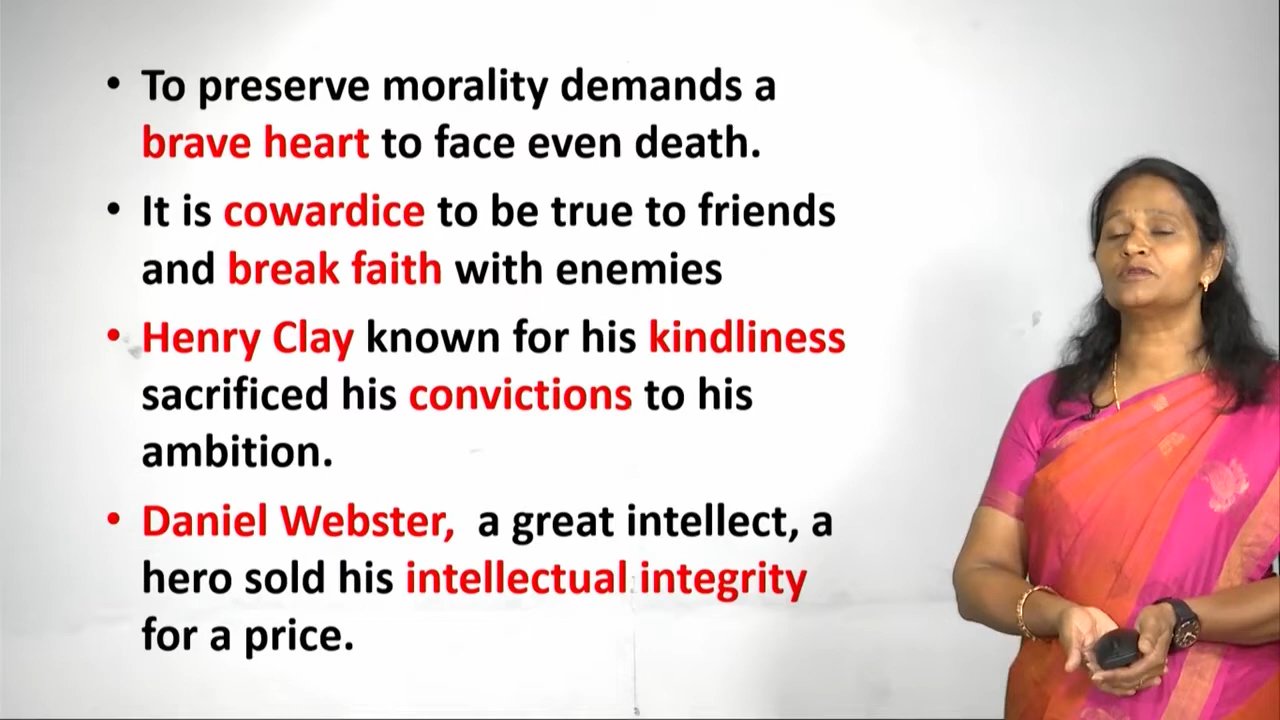 • To preserve morality demands a
brave heart to face even death.
• It is cowardice to be true to friends
and break faith with enemies
• Henry Clay known for his kindliness
sacrificed his convictions to his
ambition.
• Daniel Webster, a great intellect, a
hero sold his intellectual integrity
for a price.